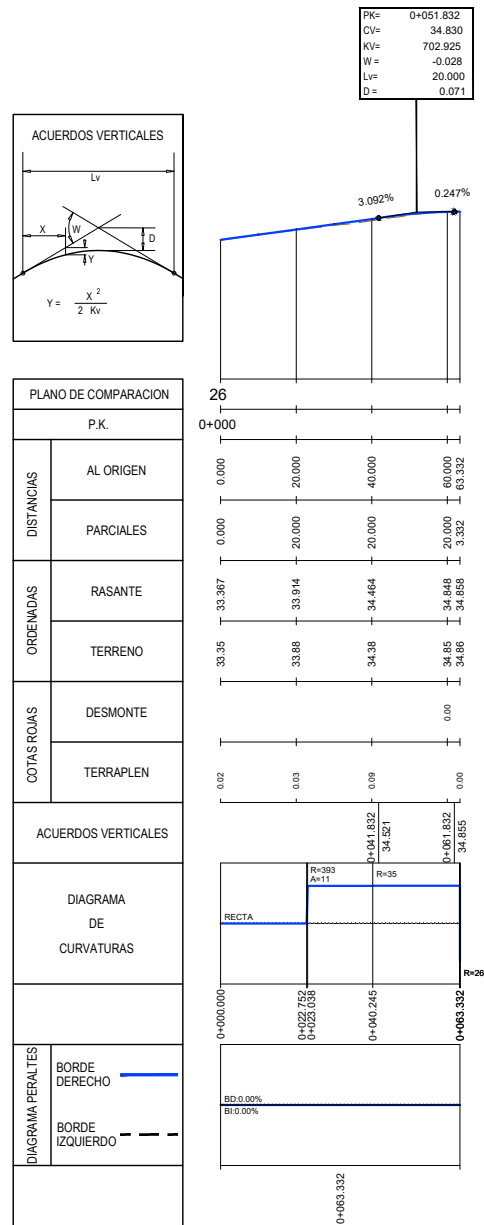 PK= 0+051.832
CV= 34.830
KV= 702.925
W = -0.028
Lv= 20.000
D = 0.071
ACUERDOS VERTICALES
Lv
X
W
D
Y
Y = X 2
2 Kv
3.092%
0.247%
PLANO DE COMPARACION 26
P.K. 0+000
DISTANCIAS
AL ORIGEN 0.000 20.000 40.000 60.000 63.332
PARCIALES 0.000 20.000 20.000 20.000 3.332
ORDENADAS
RASANTE 33.367 33.914 34.464 34.848 34.858
TERRENO 33.35 33.88 34.38 34.85 34.86
COTAS ROJAS
DESMONTE 0.00
TERRAPLEN 0.02 0.03 0.09 0.00
ACUERDOS VERTICALES
0+041.832
34.521
0+061.832
34.855
DIAGRAMA
DE
CURVATURAS
RECTA
R=393
A=11
R=35
R=26
0+000.000
0+022.752
0+023.038
0+040.245
0+063.332
DIAGRAMA PERALTES
BORDE
DERECHO
BORDE
IZQUIERDO
BD:0.00%
BI:0.00%
0+063.332